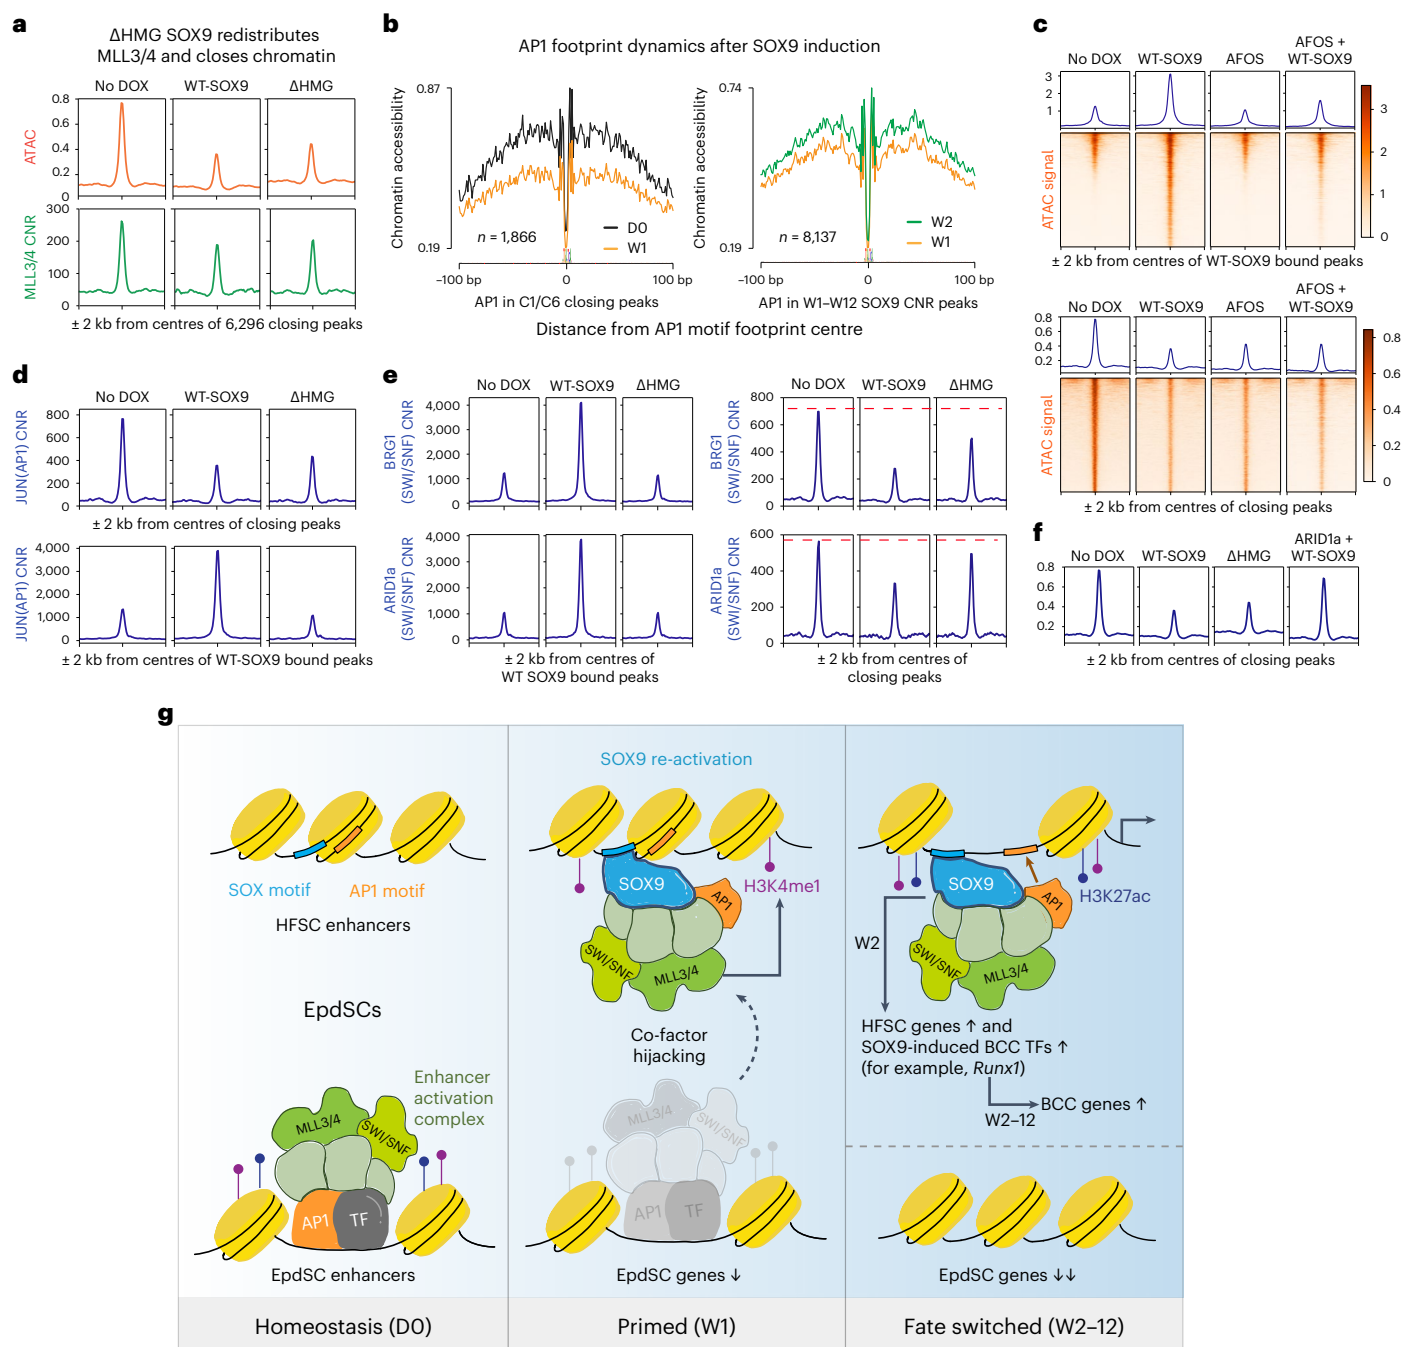 a
ΔHMG SOX9 redistributes
MLL3/4 and closes chromatin
No DOX WT-SOX9 ΔHMG
ATAC
0.8
0.6
0.4
0.2
0
MLL3/4 CNR
300
200
100
0
± 2 kb from centres of 6,296 closing peaks
b
AP1 footprint dynamics after SOX9 induction
Chromatin accessibility
0.87
0.19
n = 1,866
D0
W1
−100 bp 0 100 bp
AP1 in C1/C6 closing peaks
Chromatin accessibility
0.74
0.19
n = 8,137
W2
W1
−100 bp 0 100 bp
AP1 in W1–W12 SOX9 CNR peaks
Distance from AP1 motif footprint centre
c
No DOX WT-SOX9 AFOS AFOS +
WT-SOX9
3
2
1
ATAC signal
3
2
1
0
± 2 kb from centres of WT-SOX9 bound peaks
No DOX WT-SOX9 AFOS AFOS +
WT-SOX9
0.8
0.6
0.4
0.2
ATAC signal
0.8
0.6
0.4
0.2
0
± 2 kb from centres of closing peaks
d
No DOX WT-SOX9 ΔHMG
JUN(AP1) CNR
800
600
400
200
0
± 2 kb from centres of closing peaks
JUN(AP1) CNR
4,000
3,000
2,000
1,000
0
± 2 kb from centres of WT-SOX9 bound peaks
e
No DOX WT-SOX9 ΔHMG
BRG1
(SWI/SNF) CNR
4,000
3,000
2,000
1,000
0
ARID1a
(SWI/SNF) CNR
4,000
3,000
2,000
1,000
0
± 2 kb from centres of
WT SOX9 bound peaks
No DOX WT-SOX9 ΔHMG
BRG1
(SWI/SNF) CNR
800
600
400
200
0
ARID1a
(SWI/SNF) CNR
600
400
200
0
± 2 kb from centres of
closing peaks
f
No DOX WT-SOX9 ΔHMG ARID1a +
WT-SOX9
0.8
0.6
0.4
0.2
± 2 kb from centres of closing peaks
g
SOX motif AP1 motif
HFSC enhancers
EpdSCs
Enhancer
activation
complex
MLL3/4
SWI/SNF
AP1 TF
EpdSC enhancers
Homeostasis (D0)
SOX9 re-activation
SOX9
AP1
H3K4me1
SWI/SNF
MLL3/4
Co-factor
hijacking
MLL3/4
SWI/SNF
AP1 TF
EpdSC genes ↓
Primed (W1)
SOX9
AP1
H3K27ac
W2
SWI/SNF
MLL3/4
HFSC genes ↑ and
SOX9-induced BCC TFs ↑
(for example, Runx1)
BCC genes ↑
W2–12
EpdSC genes ↓↓
Fate switched (W2–12)